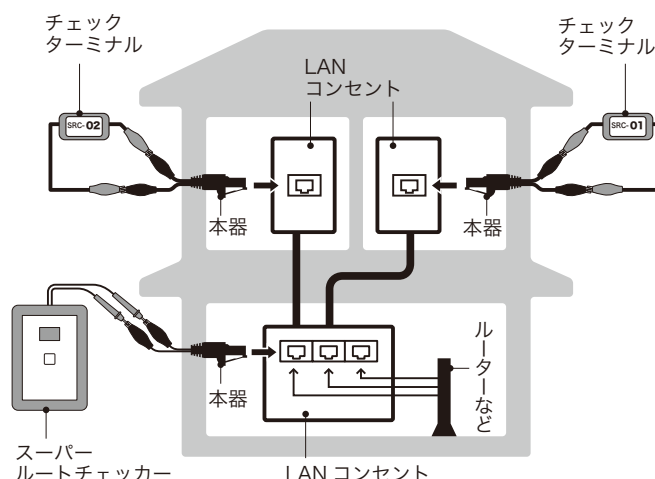 チェック
ターミナル
チェック
ターミナル
LAN
コンセント
SRC-02
SRC-01
本器
本器
ルーターなど
本器
スーパー
ルートチェッカー
LAN コンセント